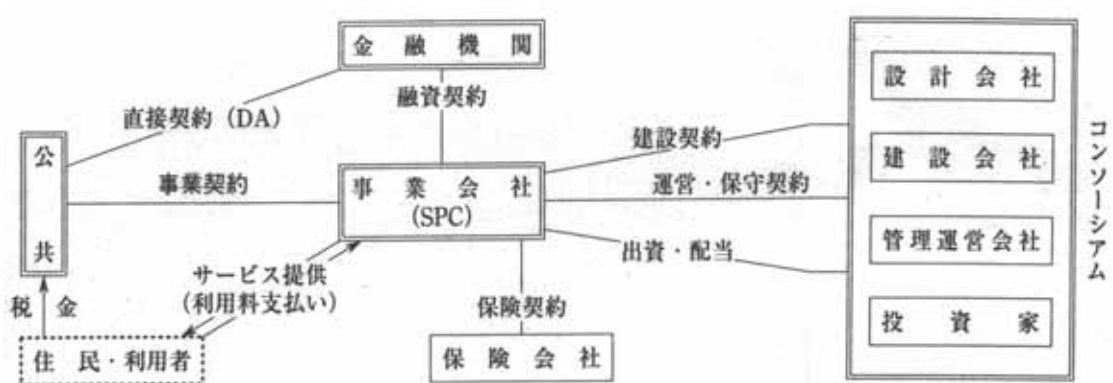 金融機関
融資契約
直接契約（DA）
公共
事業契約
事業会社
(SPC)
建設契約
運営・保守契約
出資・配当
サービス提供
（利用料支払い）
保険契約
保険会社
税金
住民・利用者
設計会社
建設会社
管理運営会社
投資家
コンソーシアム